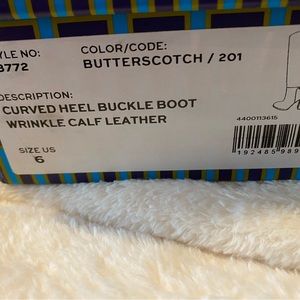 YLE NO:
8772
COLOR/CODE:
BUTTERSCOTCH / 201
DESCRIPTION:
CURVED HEEL BUCKLE BOOT
WRINKLE CALF LEATHER
SIZE US
6
4400113615
192485989